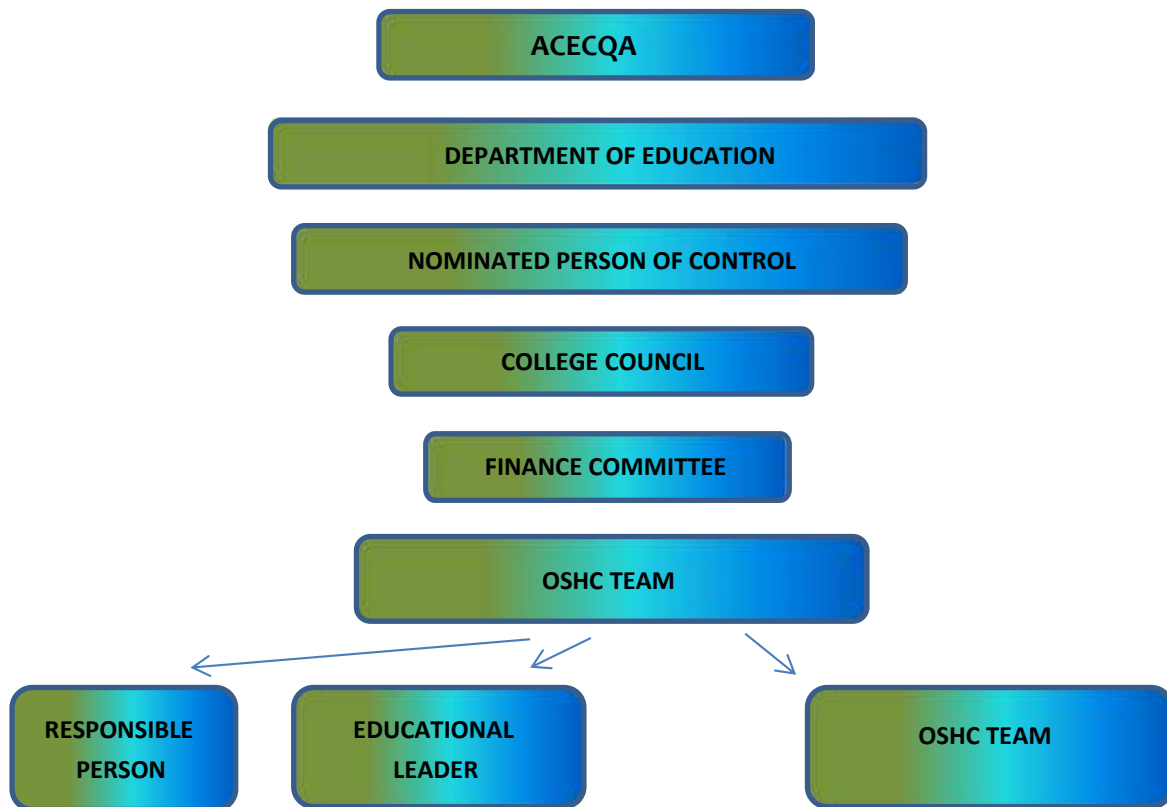 ACECQA
DEPARTMENT OF EDUCATION
NOMINATED PERSON OF CONTROL
COLLEGE COUNCIL
FINANCE COMMITTEE
OSHC TEAM
RESPONSIBLE
PERSON
EDUCATIONAL
LEADER
OSHC TEAM